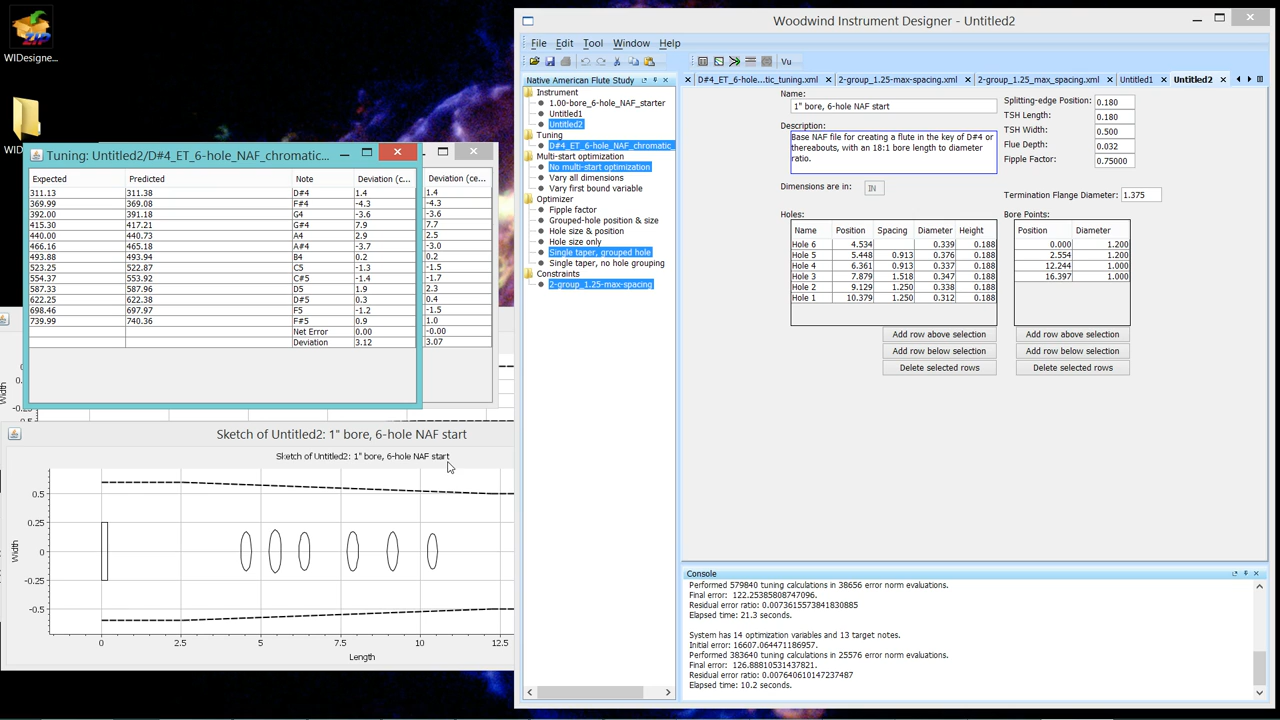 WIDesigne...
WID
Tuning: Untitled2/D#4_ET_6-hole_NAF_chromatic...
Expected Predicted Note Deviation (c...
311.13 311.38 D#4 1.4
369.99 369.08 F#4 -4.3
392.00 391.18 G4 -3.6
415.30 417.21 G#4 7.9
440.00 441.00 A4 2.9
466.16 465.18 A#4 -3.7
493.88 493.94 B4 0.2
523.25 522.87 C5 -1.3
554.37 553.92 C#5 -1.4
587.33 587.96 D5 1.9
622.25 622.38 D#5 0.3
698.46 697.97 F5 -1.2
739.99 740.36 F#5 0.9
Net Error 0.00
Deviation 3.12
Deviation (ce...
1.4
-4.3
-3.6
7.7
2.5
-3.0
0.2
-1.5
-1.7
2.3
0.4
-1.5
1.0
-0.00
3.07
Width
0.
-0.25
-0.5
Sketch of Untitled2: 1" bore, 6-hole NAF start
Sketch of Untitled2: 1" bore, 6-hole NAF start
0.5
0.25
0
-0.25
-0.5
Width
0 2.5 5 7.5 10 12.5
Length
Woodwind Instrument Designer - Untitled2
File Edit Tool Window Help
Vu
Native American Flute Study
Instrument
1.00-bore_6-hole_NAF_starter
Untitled1
Untitled2
Tuning
D#4_ET_6-hole_NAF_chromatic_
Multi-start optimization
No multi-start optimization
Vary all dimensions
Vary first bound variable
Optimizer
Fipple factor
Grouped-hole position & size
Hole size & position
Hole size only
Single taper, grouped hole
Single taper, no hole grouping
Constraints
2-group_1.25-max-spacing
D#4_ET_6-hole...tic_tuning.xml 2-group_1.25-max-spacing.xml 2-group_1.25_max_spacing.xml Untitled1 Untitled2
Name:
1" bore, 6-hole NAF start
Description:
Base NAF file for creating a flute in the key of D#4 or
thereabouts, with an 18:1 bore length to diameter
ratio.
Dimensions are in: IN
Splitting-edge Position: 0.180
TSH Length: 0.180
TSH Width: 0.500
Flue Depth: 0.032
Fipple Factor: 0.75000
Termination Flange Diameter: 1.375
Holes:
Name Position Spacing Diameter Height
Hole 6 4.534 0.339 0.188
Hole 5 5.448 0.913 0.376 0.188
Hole 4 6.361 0.913 0.337 0.188
Hole 3 7.879 1.518 0.347 0.188
Hole 2 9.129 1.250 0.338 0.188
Hole 1 10.379 1.250 0.312 0.188
Add row above selection
Add row below selection
Delete selected rows
Bore Points:
Position Diameter
0.000 1.200
2.554 1.200
12.244 1.000
16.397 1.000
Add row above selection
Add row below selection
Delete selected rows
Console
Performed 579840 tuning calculations in 38656 error norm evaluations.
Final error: 122.25385808747096.
Residual error ratio: 0.0073615573841830885
Elapsed time: 21.3 seconds.
System has 14 optimization variables and 13 target notes.
Initial error: 16607.064471186957.
Performed 383640 tuning calculations in 25576 error norm evaluations.
Final error: 126.88810531437821.
Residual error ratio: 0.007640610147237487
Elapsed time: 10.2 seconds.